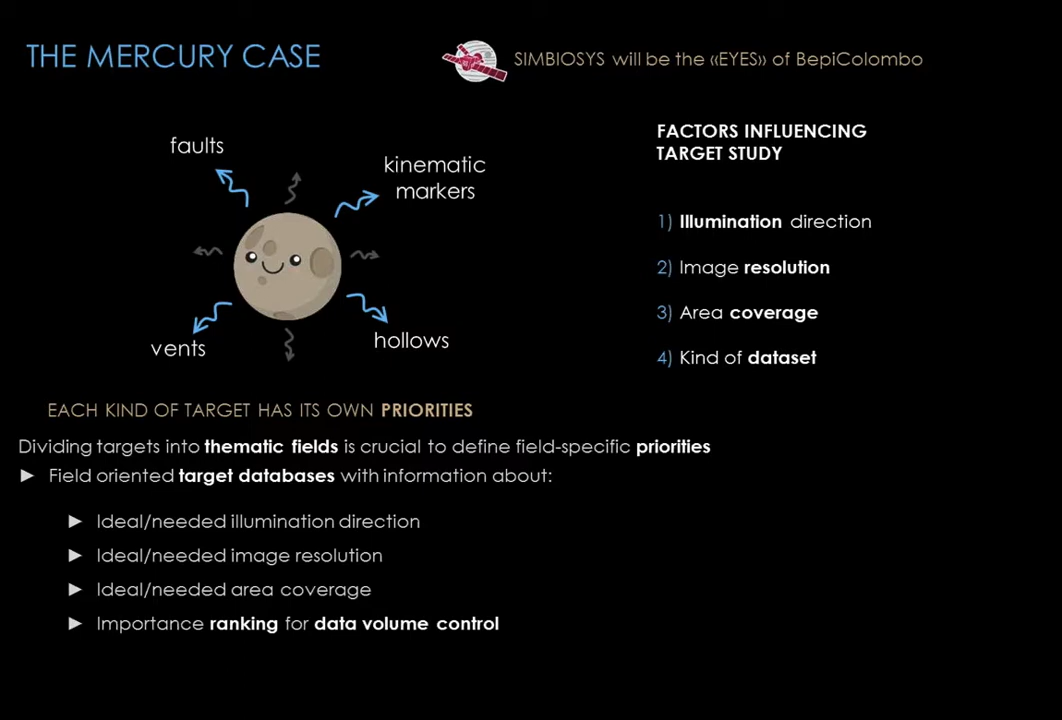 THE MERCURY CASE
SIMBIOSYS will be the «EYES» of BepiColombo
faults
kinematic
markers
vents
hollows
FACTORS INFLUENCING
TARGET STUDY
1) Illumination direction
2) Image resolution
3) Area coverage
4) Kind of dataset
EACH KIND OF TARGET HAS ITS OWN PRIORITIES
Dividing targets into thematic fields is crucial to define field-specific priorities
► Field oriented target databases with information about:
► Ideal/needed illumination direction
► Ideal/needed image resolution
► Ideal/needed area coverage
► Importance ranking for data volume control